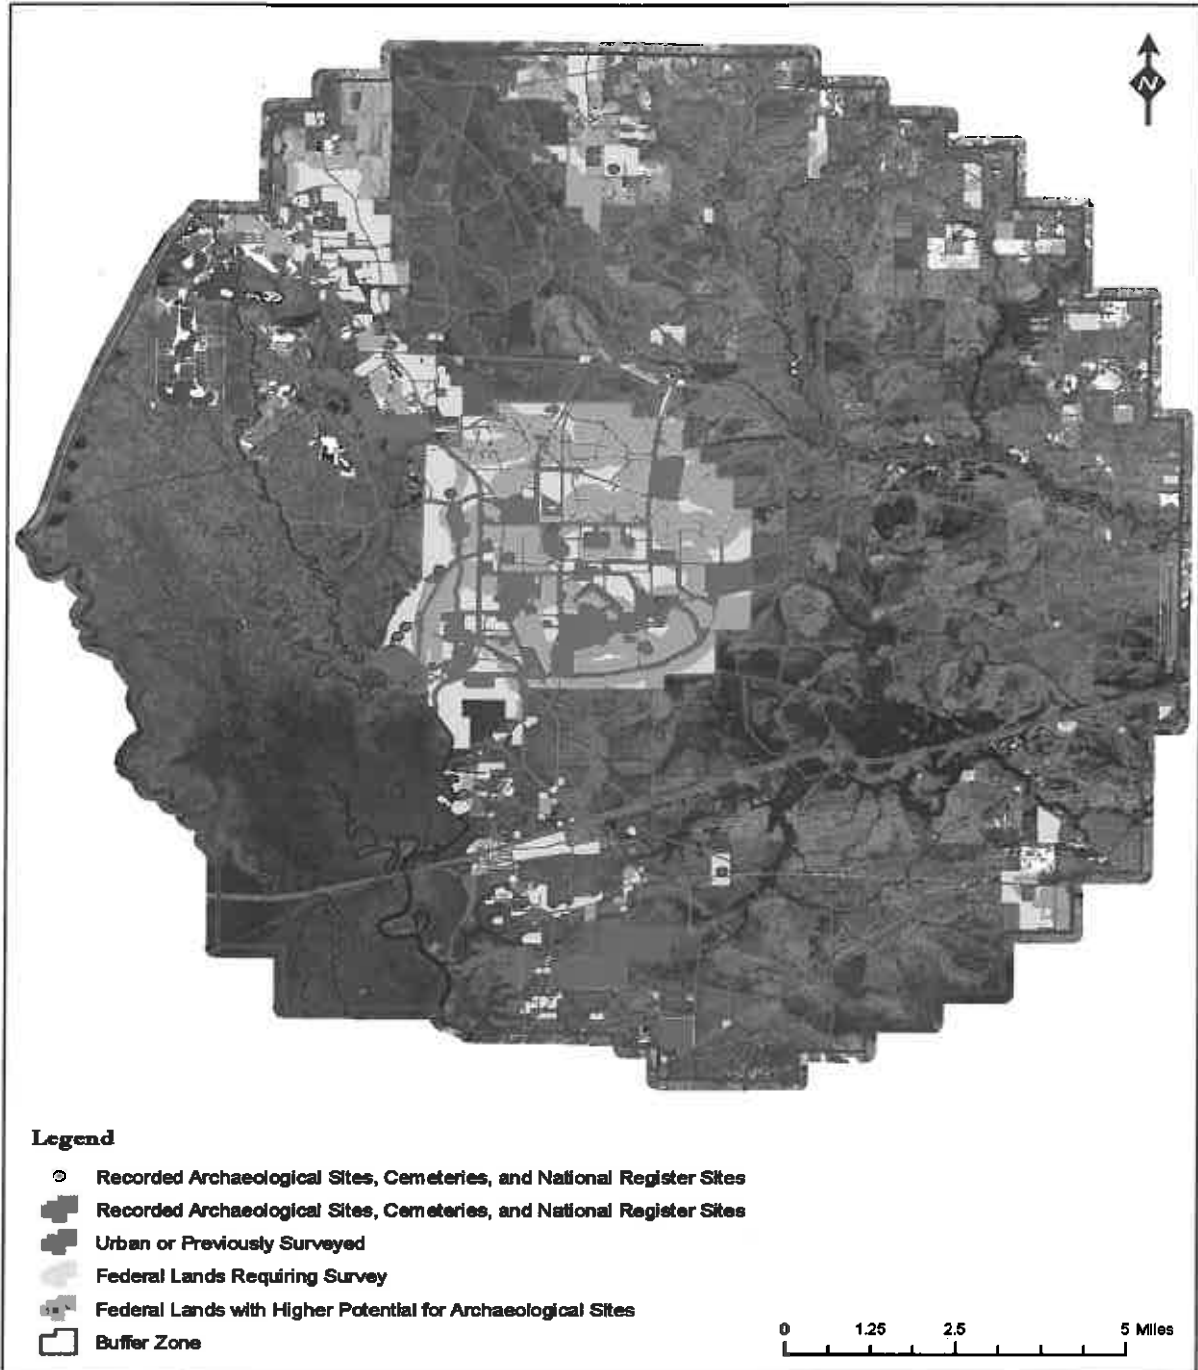 N
Legend
Recorded Archaeological Sites, Cemeteries, and National Register Sites
Recorded Archaeological Sites, Cemeteries, and National Register Sites
Urban or Previously Surveyed
Federal Lands Requiring Survey
Federal Lands with Higher Potential for Archaeological Sites
Buffer Zone
0 1.25 2.5 5 Miles